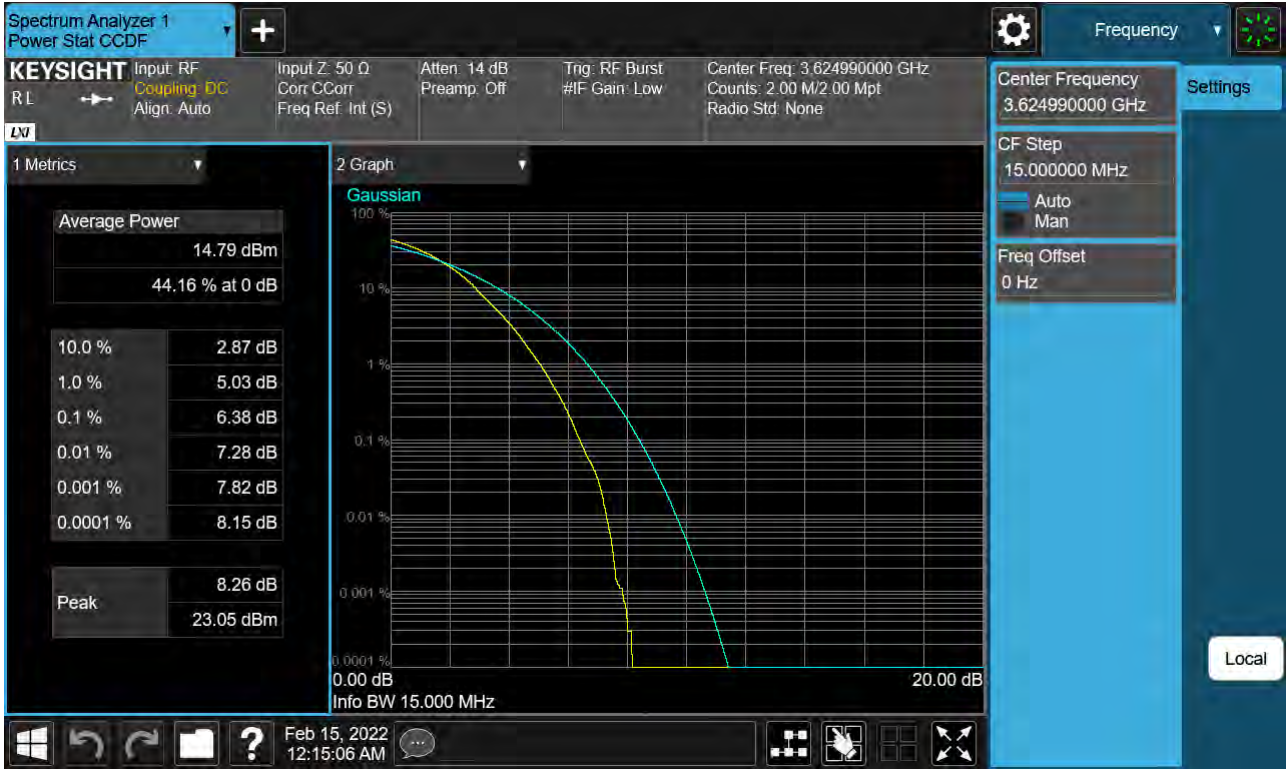 Spectrum Analyzer 1
Power Stat CCDF
Frequency
KEYSIGHT
R L
LXI
Input: RF
Coupling: DC
Align: Auto
Input Z: 50 Ω
Corr CCorr
Freq Ref: Int (S)
Atten: 14 dB
Preamp: Off
Trig: RF Burst
#IF Gain: Low
Center Freq: 3.624990000 GHz
Counts: 2.00 M/2.00 Mpt
Radio Std: None
Center Frequency
3.624990000 GHz
Settings
CF Step
15.000000 MHz
Auto
Man
Freq Offset
0 Hz
Local
1 Metrics
Average Power
14.79 dBm
44.16 % at 0 dB
10.0 % 2.87 dB
1.0 % 5.03 dB
0.1 % 6.38 dB
0.01 % 7.28 dB
0.001 % 7.82 dB
0.0001 % 8.15 dB
Peak
8.26 dB
23.05 dBm
2 Graph
Gaussian
100 %
10 %
1 %
0.1 %
0.01 %
0.001 %
0.0001 %
0.00 dB 20.00 dB
Info BW 15.000 MHz
?
Feb 15, 2022
12:15:06 AM